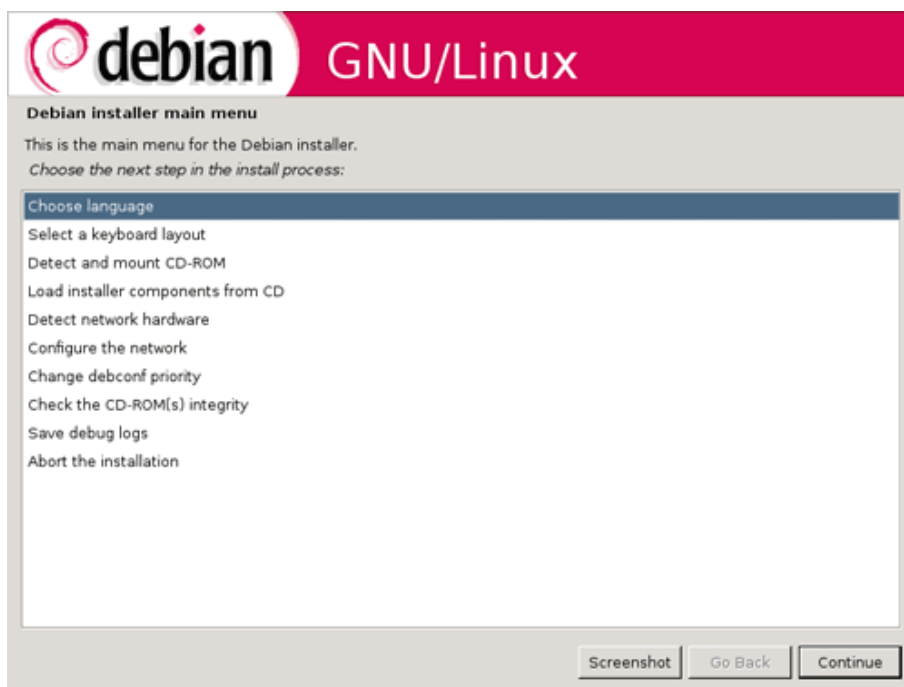 debian GNU/Linux
Debian installer main menu
This is the main menu for the Debian installer.
Choose the next step in the install process:
Choose language
Select a keyboard layout
Detect and mount CD-ROM
Load installer components from CD
Detect network hardware
Configure the network
Change debconf priority
Check the CD-ROM(s) integrity
Save debug logs
Abort the installation
Screenshot Go Back Continue